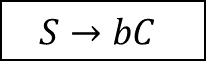 S → bC